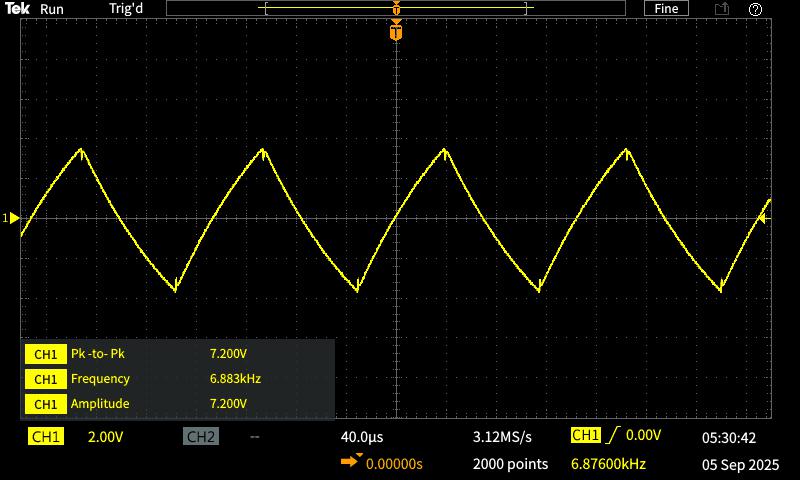 Tek Run Trig'd T Fine ?
T
1
CH1 Pk -to- Pk 7.200V
CH1 Frequency 6.883kHz
CH1 Amplitude 7.200V
CH1 2.00V CH2 -- 40.0µs 3.12MS/s CH1 0.00V 05:30:42
0.00000s 2000 points 6.87600kHz 05 Sep 2025